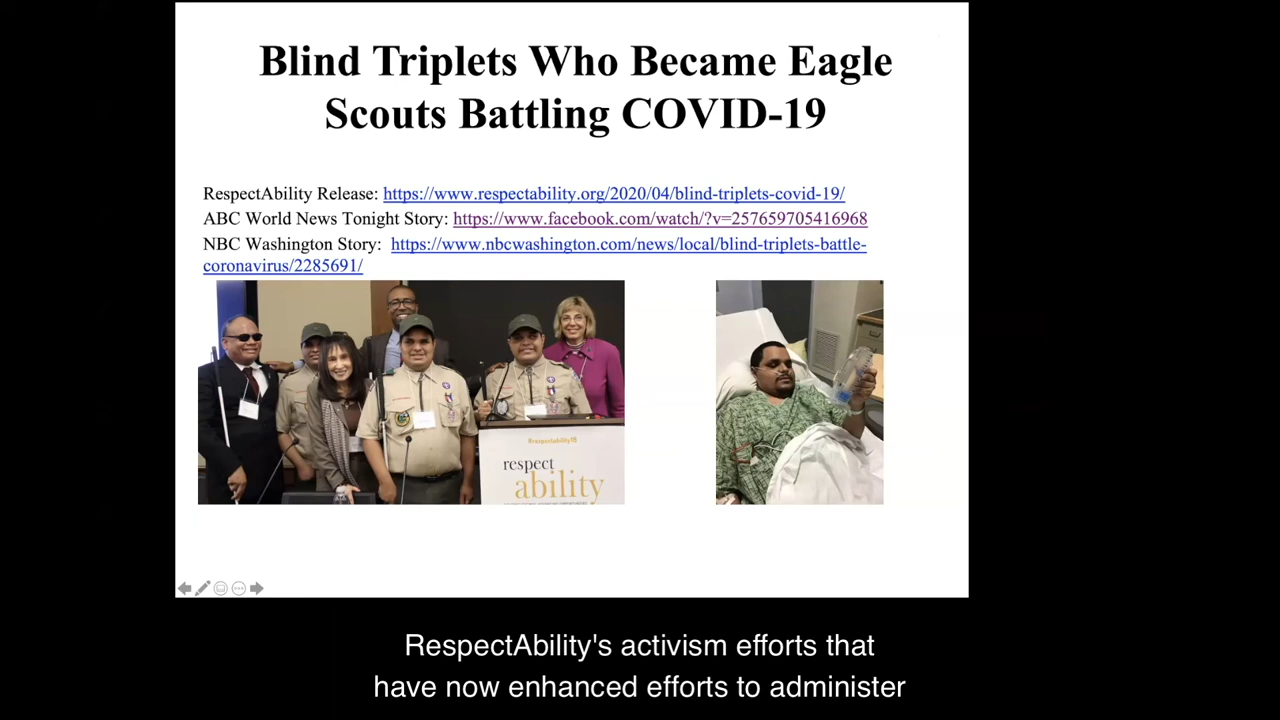 Blind Triplets Who Became Eagle
Scouts Battling COVID-19
RespectAbility Release: https://www.respectability.org/2020/04/blind-triplets-covid-19/
ABC World News Tonight Story: https://www.facebook.com/watch/?v=257659705416968
NBC Washington Story: https://www.nbcwashington.com/news/local/blind-triplets-battle-
coronavirus/2285691/
#respectability18
respect
ability
RespectAbility's activism efforts that
have now enhanced efforts to administer